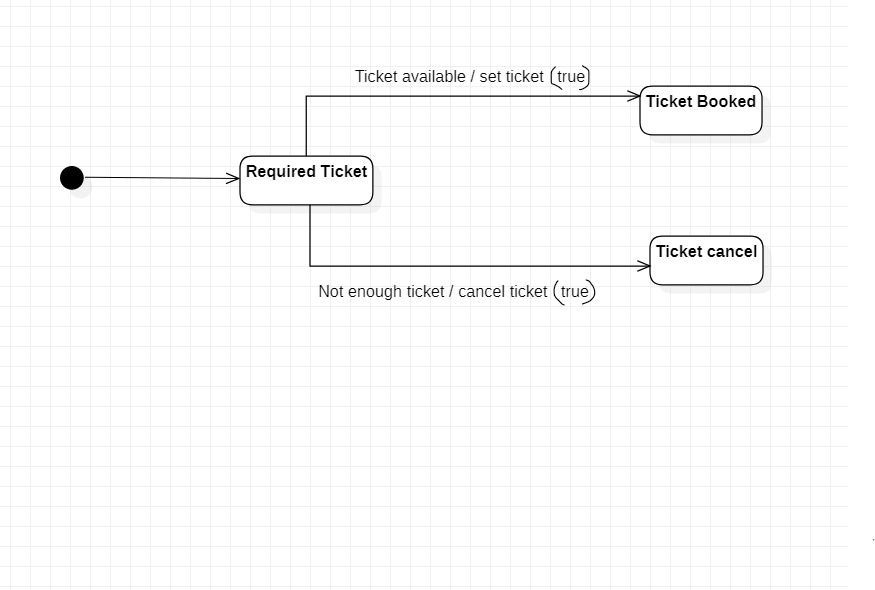 Ticket available / set ticket (true)
Ticket Booked
Required Ticket
Ticket cancel
Not enough ticket / cancel ticket (true)